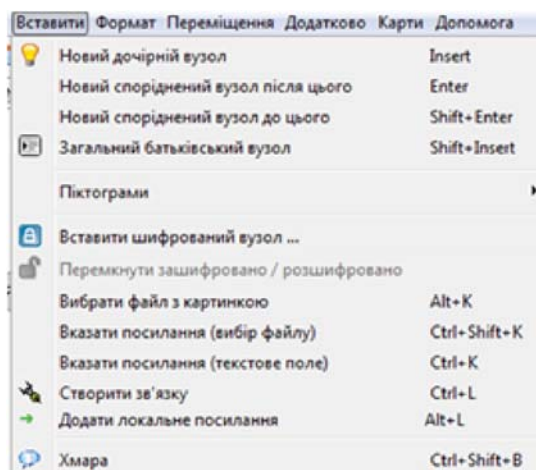 Вставити Формат Переміщення Додатково Карти Допомога
Новий дочірній вузол Insert
Новий споріднений вузол після цього Enter
Новий споріднений вузол до цього Shift+Enter
Загальний батьківський вузол Shift+Insert
Піктограми
Вставити шифрований вузол ...
Перемкнути зашифровано / розшифровано
Вибрати файл з картинкою Alt+K
Вказати посилання (вибір файлу) Ctrl+Shift+K
Вказати посилання (текстове поле) Ctrl+K
Створити зв'язку Ctrl+L
Додати локальне посилання Alt+L
Хмара Ctrl+Shift+B